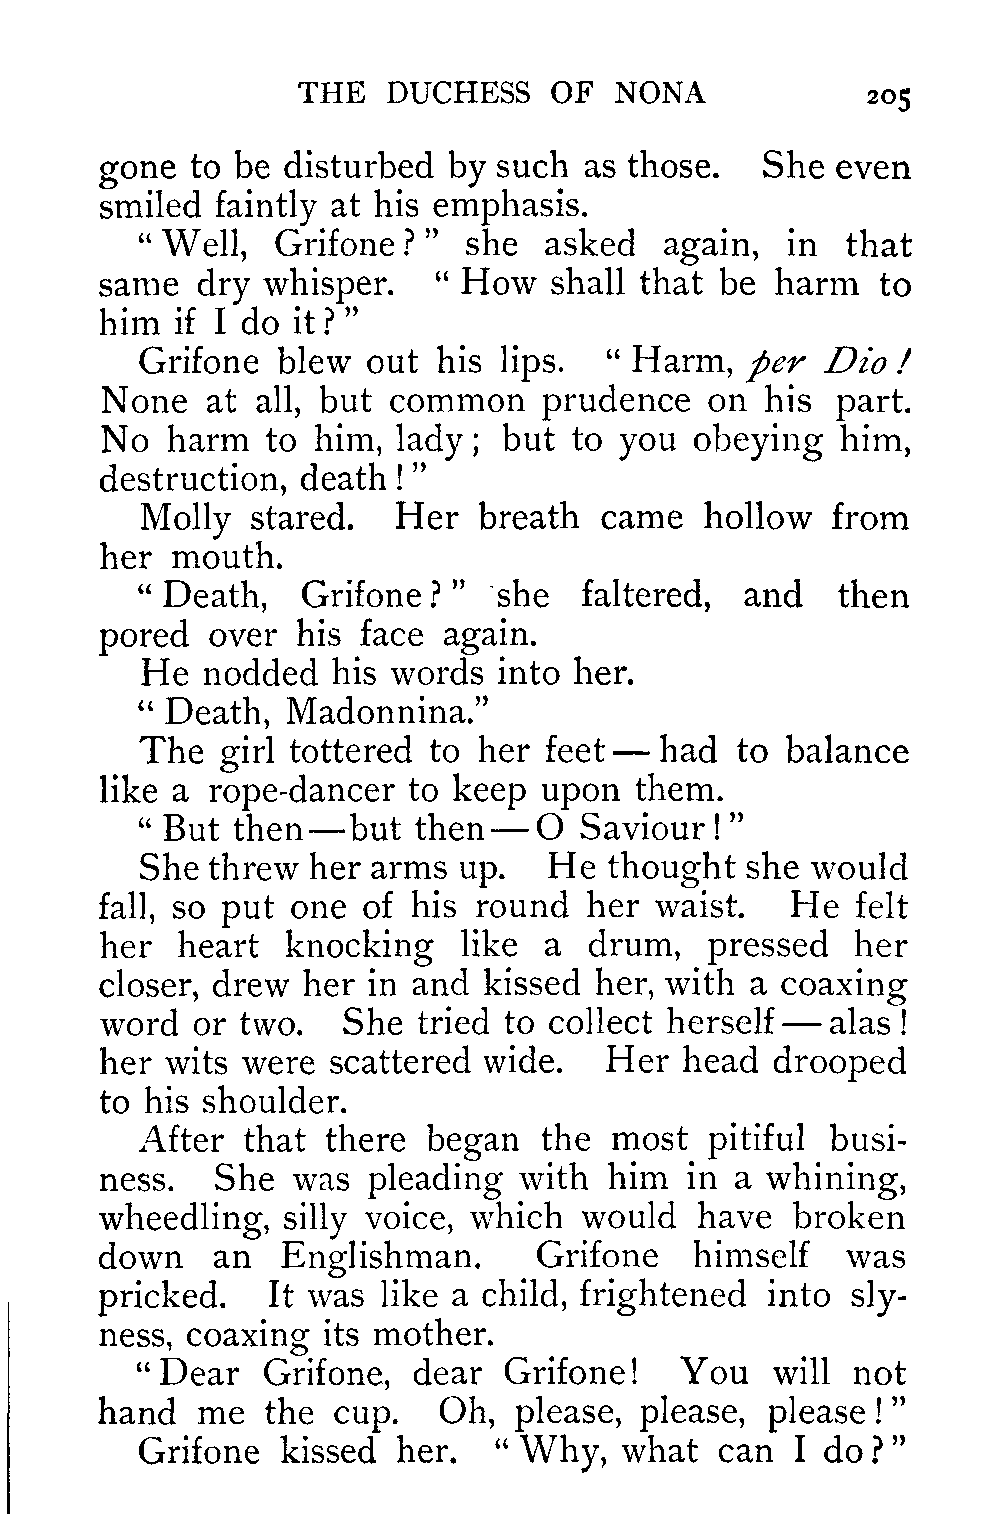 THE DUCHESS OF NONA 205
gone to be disturbed by such as those. She even
smiled faintly at his emphasis.
“Well, Grifone?” she asked again, in that
same dry whisper. “How shall that be harm to
him if I do it?”
Grifone blew out his lips. “Harm, per Dio!
None at all, but common prudence on his part.
No harm to him, lady; but to you obeying him,
destruction, death!”
Molly stared. Her breath came hollow from
her mouth.
“Death, Grifone?” she faltered, and then
pored over his face again.
He nodded his words into her.
“Death, Madonnina.”
The girl tottered to her feet—had to balance
like a rope-dancer to keep upon them.
“But then—but then—O Saviour!”
She threw her arms up. He thought she would
fall, so put one of his round her waist. He felt
her heart knocking like a drum, pressed her
closer, drew her in and kissed her, with a coaxing
word or two. She tried to collect herself—alas!
her wits were scattered wide. Her head drooped
to his shoulder.
After that there began the most pitiful busi-
ness. She was pleading with him in a whining,
wheedling, silly voice, which would have broken
down an Englishman. Grifone himself was
pricked. It was like a child, frightened into sly-
ness, coaxing its mother.
“Dear Grifone, dear Grifone! You will not
hand me the cup. Oh, please, please, please!”
Grifone kissed her. “Why, what can I do?”